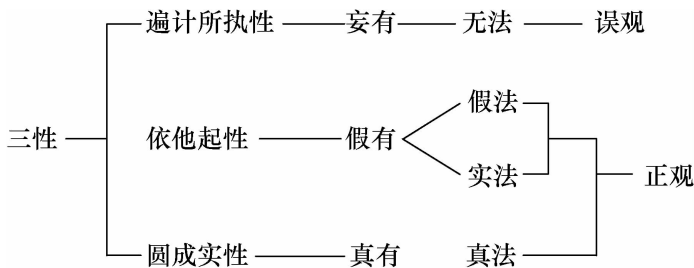 遍计所执性 妄有 无法 误观
假法
三性 依他起性 假有
实法 正观
圆成实性 真有 真法